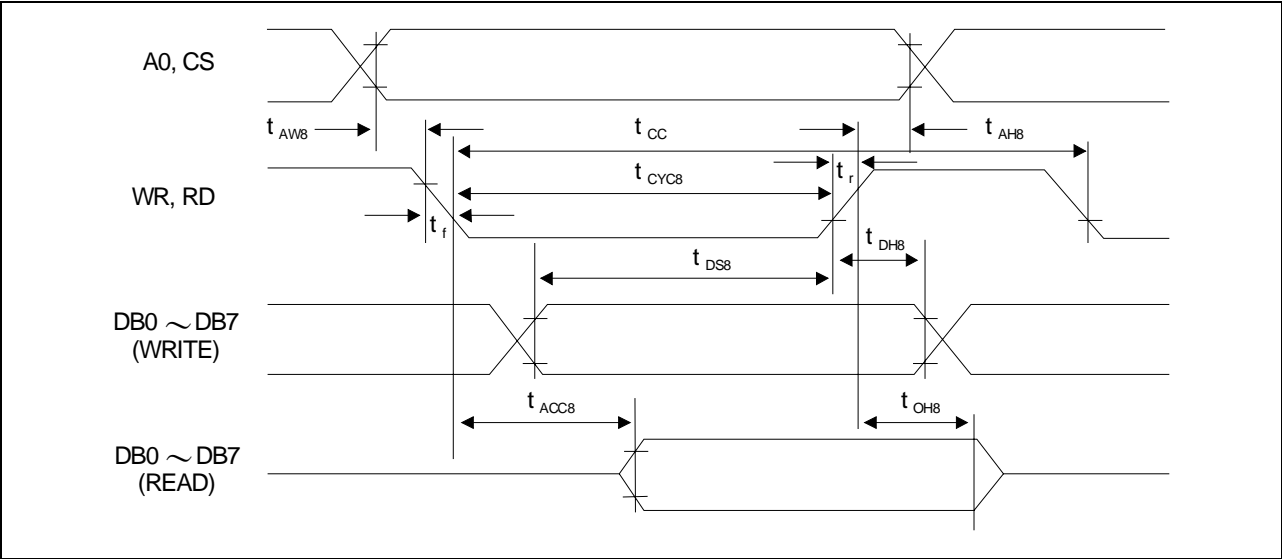 A0, CS
t AW8
t CC
t AH8
t CYC8
t r
WR, RD
t f
t DH8
t DS8
DB0 ～ DB7
(WRITE)
t ACC8
t OH8
DB0 ～ DB7
(READ)